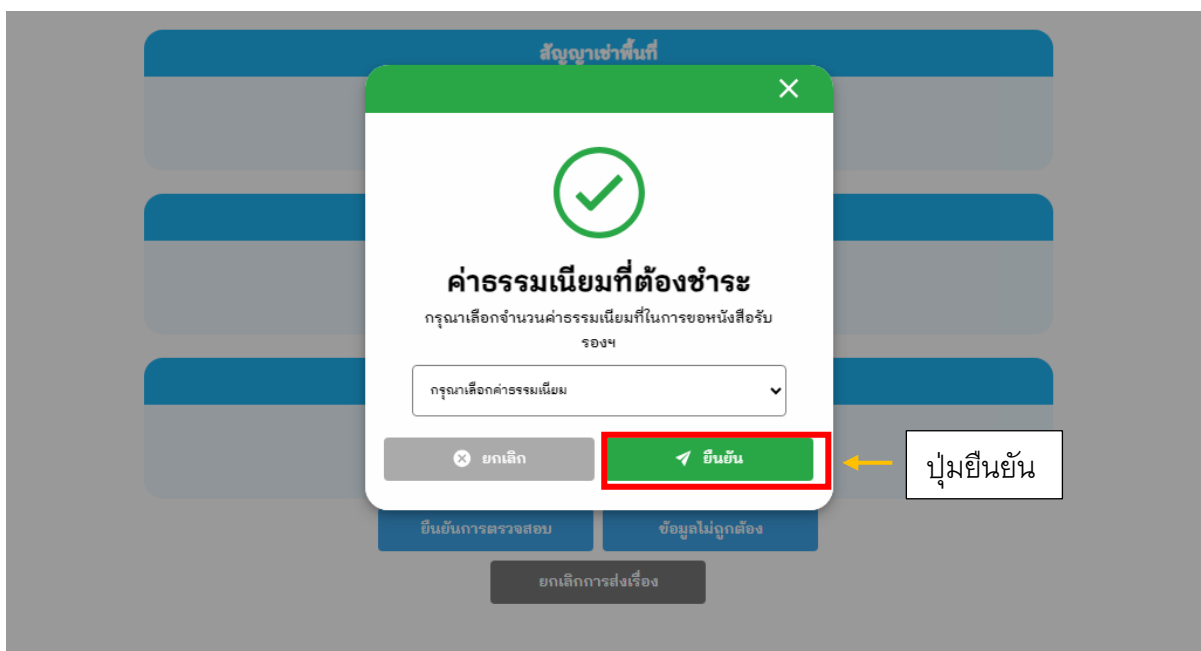 สัญญาเช่าพื้นที่
ค่าธรรมเนียมที่ต้องชำระ
กรุณาเลือกจำนวนค่าธรรมเนียมที่ในการขอหนังสือรับ
รองฯ
กรุณาเลือกค่าธรรมเนียม
ยกเลิก
ยืนยัน
ปุ่มยืนยัน
ยืนยันการตรวจสอบ
ข้อมูลไม่ถูกต้อง
ยกเลิกการส่งเรื่อง